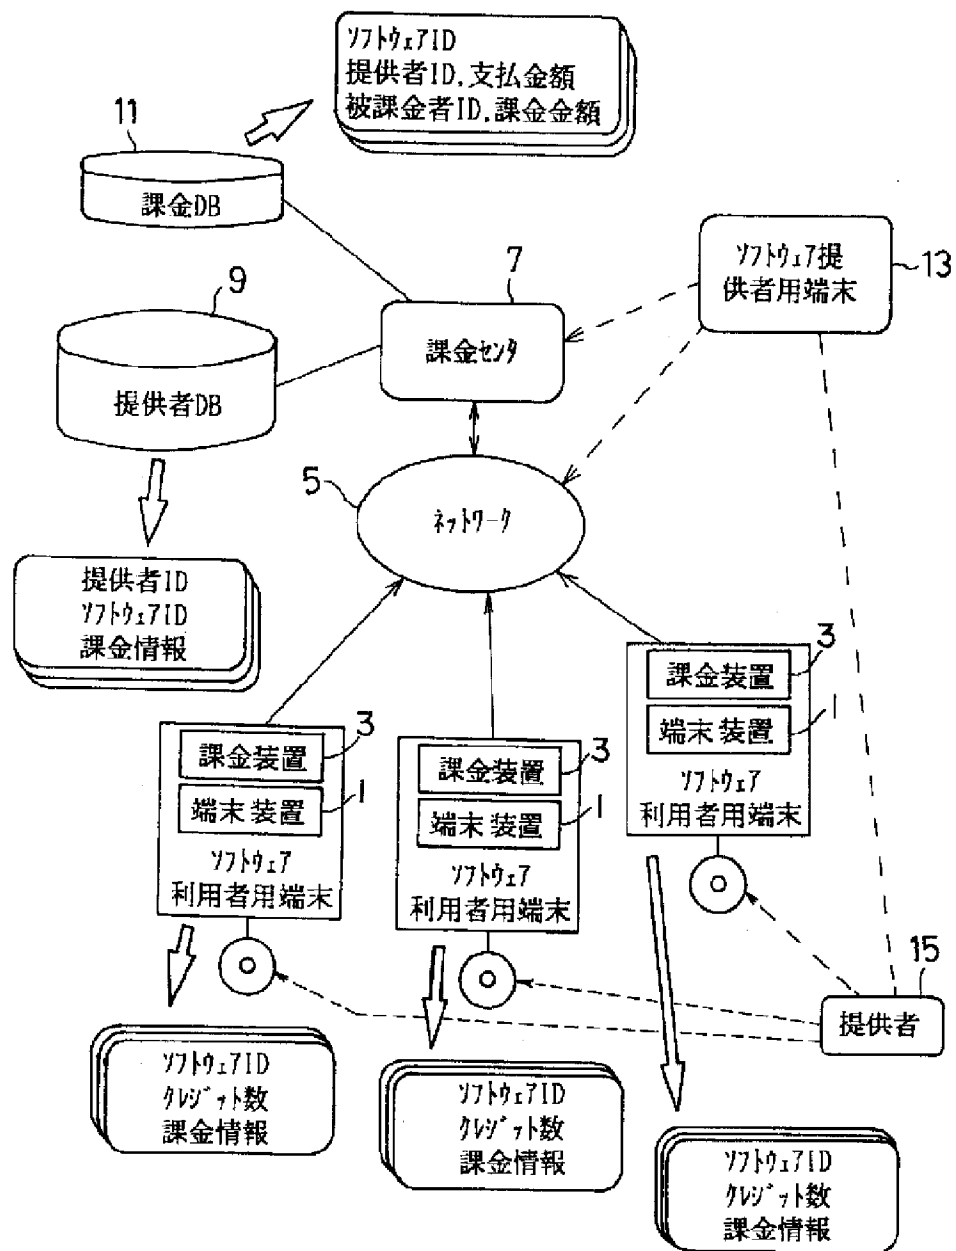 ソフトウェアID
提供者ID,支払金額
被課金者ID,課金金額
11
課金DB
7
課金センタ
ソフトウェア提
供者用端末
13
9
提供者DB
5
ネットワーク
提供者ID
ソフトウェアID
課金情報
3
課金装置
1
端末装置
ソフトウェア
利用者用端末
3
課金装置
1
端末装置
ソフトウェア
利用者用端末
3
課金装置
1
端末装置
ソフトウェア
利用者用端末
15
提供者
ソフトウェアID
クレジット数
課金情報
ソフトウェアID
クレジット数
課金情報
ソフトウェアID
クレジット数
課金情報